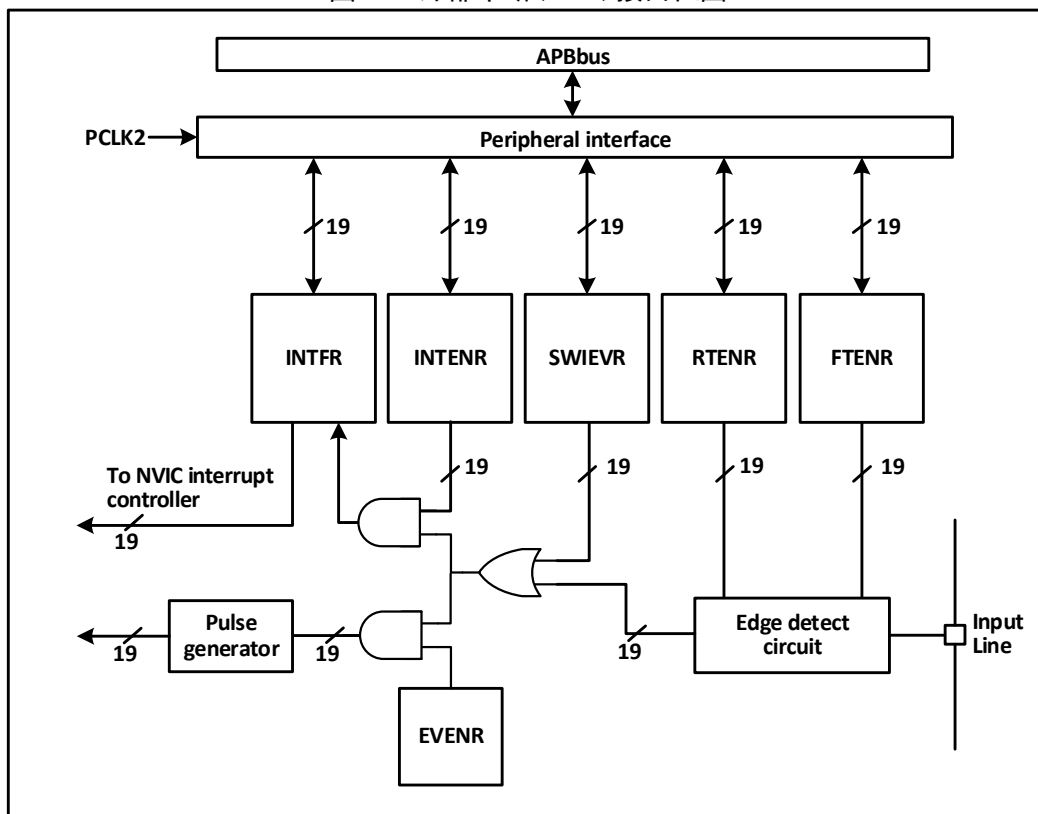 APBbus
PCLK2
Peripheral interface
19
19
19
19
19
INTFR
INTENR
SWIEVR
RTENR
FTENR
To NVIC interrupt
controller
19
19
19
19
19
Pulse
generator
19
19
19
Edge detect
circuit
Input
Line
EVENR